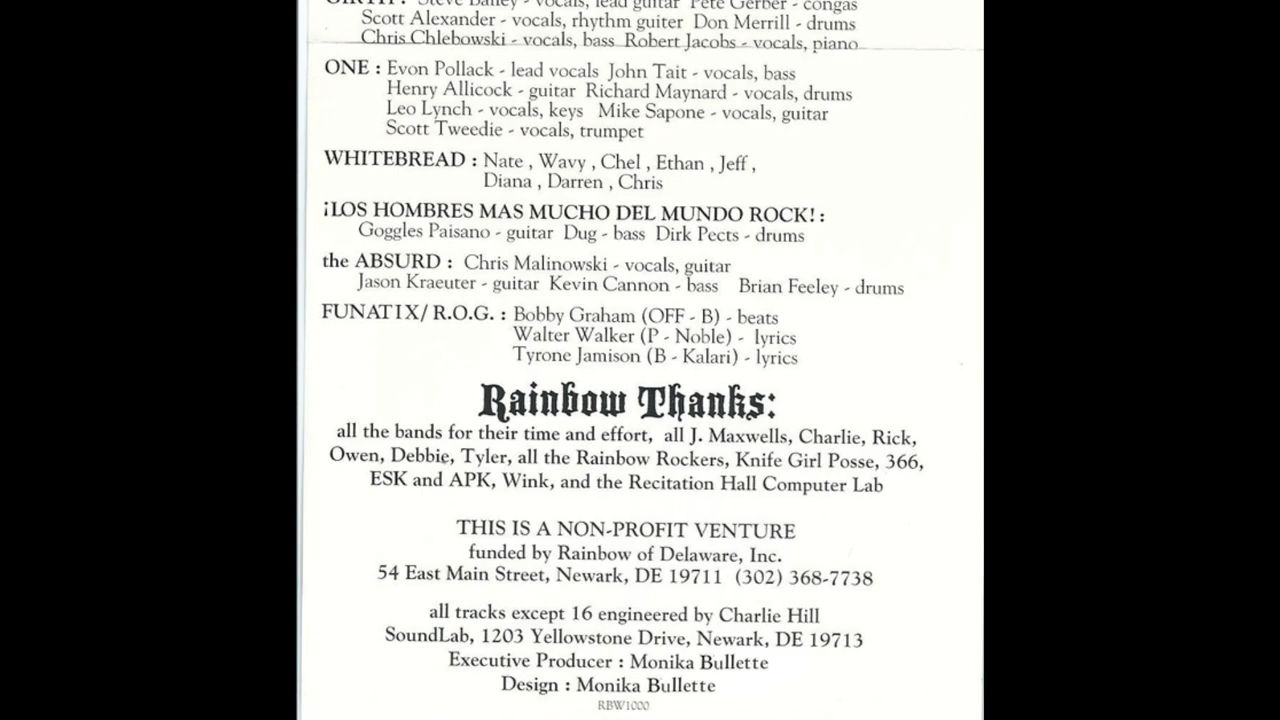 GIRTH : Steve Bailey - vocals, lead guitar Pete Gerber - congas
Scott Alexander - vocals, rhythm guiter Don Merrill - drums
Chris Chlebowski - vocals, bass Robert Jacobs - vocals, piano
ONE : Evon Pollack - lead vocals John Tait - vocals, bass
Henry Allicock - guitar Richard Maynard - vocals, drums
Leo Lynch - vocals, keys Mike Sapone - vocals, guitar
Scott Tweedie - vocals, trumpet
WHITEBREAD : Nate , Wavy , Chel , Ethan , Jeff ,
Diana , Darren , Chris
¡LOS HOMBRES MAS MUCHO DEL MUNDO ROCK! :
Goggles Paisano - guitar Dug - bass Dirk Pects - drums
the ABSURD : Chris Malinowski - vocals, guitar
Jason Kraeuter - guitar Kevin Cannon - bass Brian Feeley - drums
FUNATIX/ R.O.G. : Bobby Graham (OFF - B) - beats
Walter Walker (P - Noble) - lyrics
Tyrone Jamison (B - Kalari) - lyrics
Rainbow Thanks:
all the bands for their time and effort, all J. Maxwells, Charlie, Rick,
Owen, Debbie, Tyler, all the Rainbow Rockers, Knife Girl Posse, 366,
ESK and APK, Wink, and the Recitation Hall Computer Lab
THIS IS A NON-PROFIT VENTURE
funded by Rainbow of Delaware, Inc.
54 East Main Street, Newark, DE 19711 (302) 368-7738
all tracks except 16 engineered by Charlie Hill
SoundLab, 1203 Yellowstone Drive, Newark, DE 19713
Executive Producer : Monika Bullette
Design : Monika Bullette
RBW1000